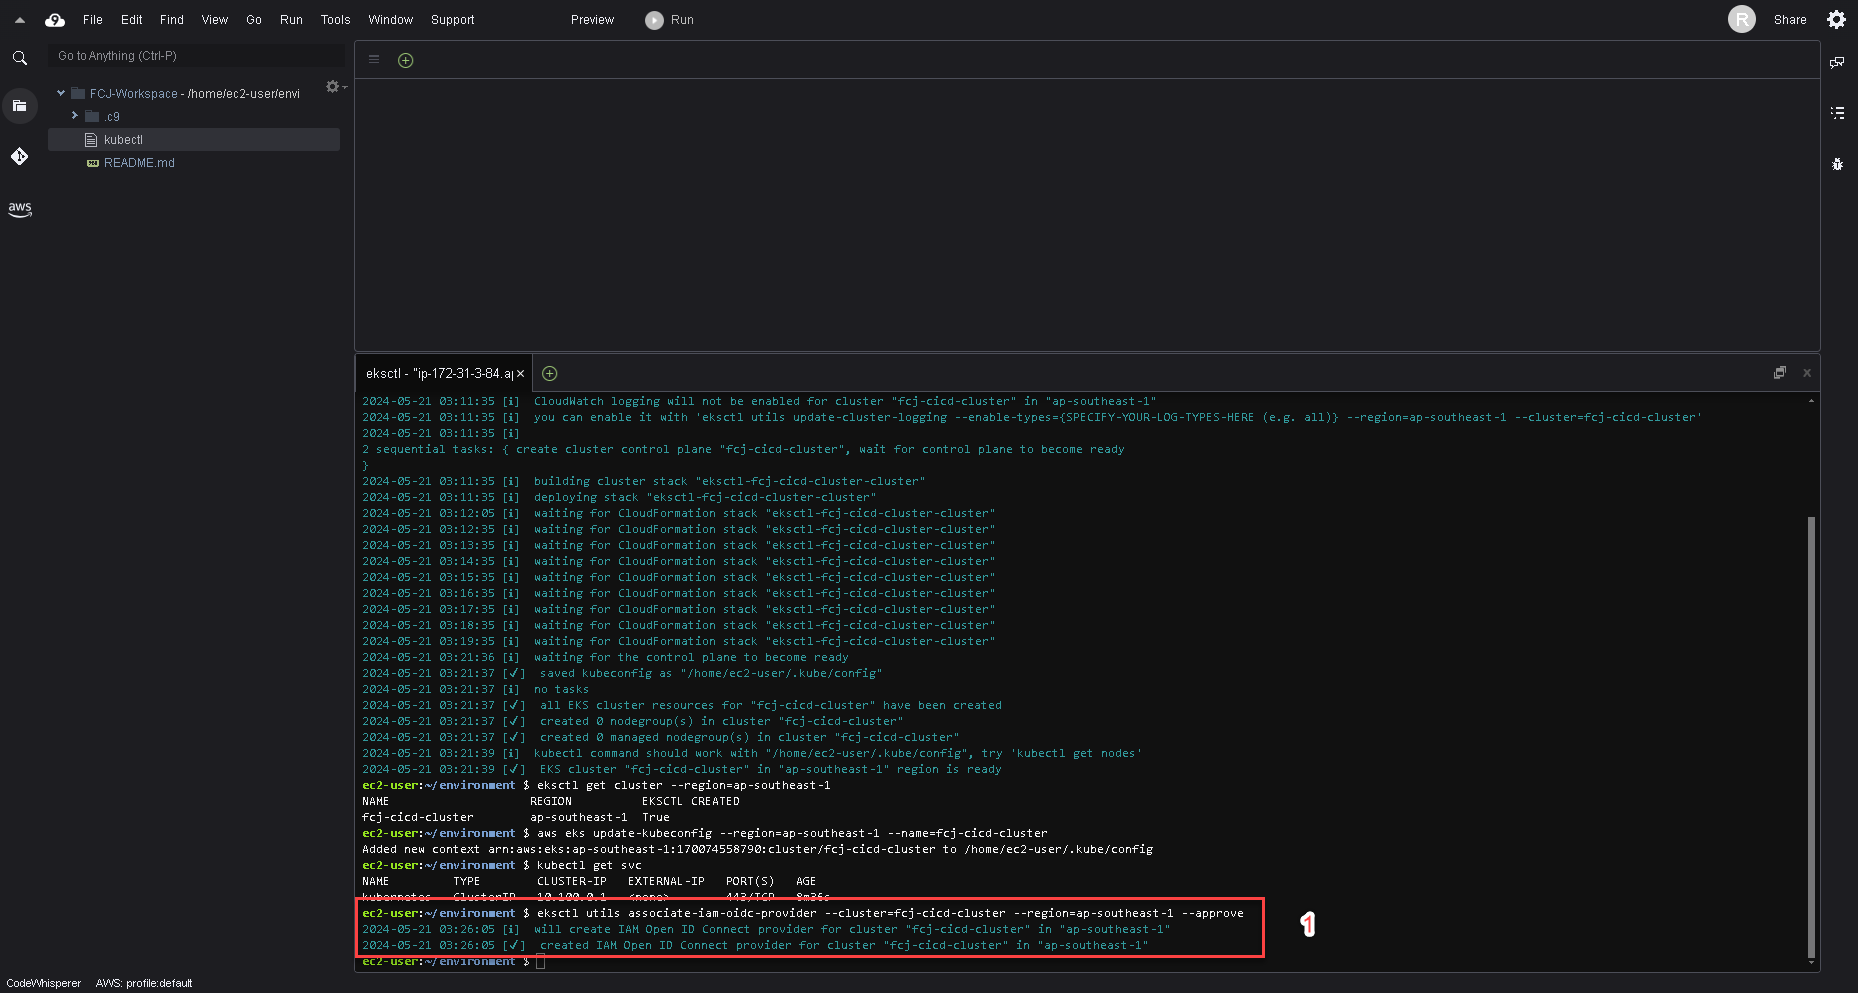 File Edit Find View Go Run Tools Window Support Preview Run R Share
Go to Anything (Ctrl-P)
FCJ-Workspace - /home/ec2-user/envi
.c9
kubectl
README.md
aws
eksctl - "ip-172-31-3-84.ap
2024-05-21 03:11:35 [i]  CloudWatch logging will not be enabled for cluster "fcj-cicd-cluster" in "ap-southeast-1"
2024-05-21 03:11:35 [i]  you can enable it with 'eksctl utils update-cluster-logging --enable-types={SPECIFY-YOUR-LOG-TYPES-HERE (e.g. all)} --region=ap-southeast-1 --cluster=fcj-cicd-cluster'
2024-05-21 03:11:35 [i]
2 sequential tasks: { create cluster control plane "fcj-cicd-cluster", wait for control plane to become ready
}
2024-05-21 03:11:35 [i]  building cluster stack "eksctl-fcj-cicd-cluster-cluster"
2024-05-21 03:11:35 [i]  deploying stack "eksctl-fcj-cicd-cluster-cluster"
2024-05-21 03:12:05 [i]  waiting for CloudFormation stack "eksctl-fcj-cicd-cluster-cluster"
2024-05-21 03:12:35 [i]  waiting for CloudFormation stack "eksctl-fcj-cicd-cluster-cluster"
2024-05-21 03:13:35 [i]  waiting for CloudFormation stack "eksctl-fcj-cicd-cluster-cluster"
2024-05-21 03:14:35 [i]  waiting for CloudFormation stack "eksctl-fcj-cicd-cluster-cluster"
2024-05-21 03:15:35 [i]  waiting for CloudFormation stack "eksctl-fcj-cicd-cluster-cluster"
2024-05-21 03:16:35 [i]  waiting for CloudFormation stack "eksctl-fcj-cicd-cluster-cluster"
2024-05-21 03:17:35 [i]  waiting for CloudFormation stack "eksctl-fcj-cicd-cluster-cluster"
2024-05-21 03:18:35 [i]  waiting for CloudFormation stack "eksctl-fcj-cicd-cluster-cluster"
2024-05-21 03:19:35 [i]  waiting for CloudFormation stack "eksctl-fcj-cicd-cluster-cluster"
2024-05-21 03:21:36 [i]  waiting for the control plane to become ready
2024-05-21 03:21:37 [✓]  saved kubeconfig as "/home/ec2-user/.kube/config"
2024-05-21 03:21:37 [i]  no tasks
2024-05-21 03:21:37 [✓]  all EKS cluster resources for "fcj-cicd-cluster" have been created
2024-05-21 03:21:37 [✓]  created 0 nodegroup(s) in cluster "fcj-cicd-cluster"
2024-05-21 03:21:37 [✓]  created 0 managed nodegroup(s) in cluster "fcj-cicd-cluster"
2024-05-21 03:21:39 [i]  kubectl command should work with "/home/ec2-user/.kube/config", try 'kubectl get nodes'
2024-05-21 03:21:39 [✓]  EKS cluster "fcj-cicd-cluster" in "ap-southeast-1" region is ready
ec2-user:~/environment $ eksctl get cluster --region=ap-southeast-1
NAME REGION EKSCTL CREATED
fcj-cicd-cluster ap-southeast-1 True
ec2-user:~/environment $ aws eks update-kubeconfig --region=ap-southeast-1 --name=fcj-cicd-cluster
Added new context arn:aws:eks:ap-southeast-1:170074558790:cluster/fcj-cicd-cluster to /home/ec2-user/.kube/config
ec2-user:~/environment $ kubectl get svc
NAME TYPE CLUSTER-IP EXTERNAL-IP PORT(S) AGE
kubernetes ClusterIP 10.100.0.1 <none> 443/TCP 8m36s
ec2-user:~/environment $ eksctl utils associate-iam-oidc-provider --cluster=fcj-cicd-cluster --region=ap-southeast-1 --approve
2024-05-21 03:26:05 [i]  will create IAM Open ID Connect provider for cluster "fcj-cicd-cluster" in "ap-southeast-1"
2024-05-21 03:26:05 [✓]  created IAM Open ID Connect provider for cluster "fcj-cicd-cluster" in "ap-southeast-1"
ec2-user:~/environment $
1
CodeWhisperer AWS: profile:default